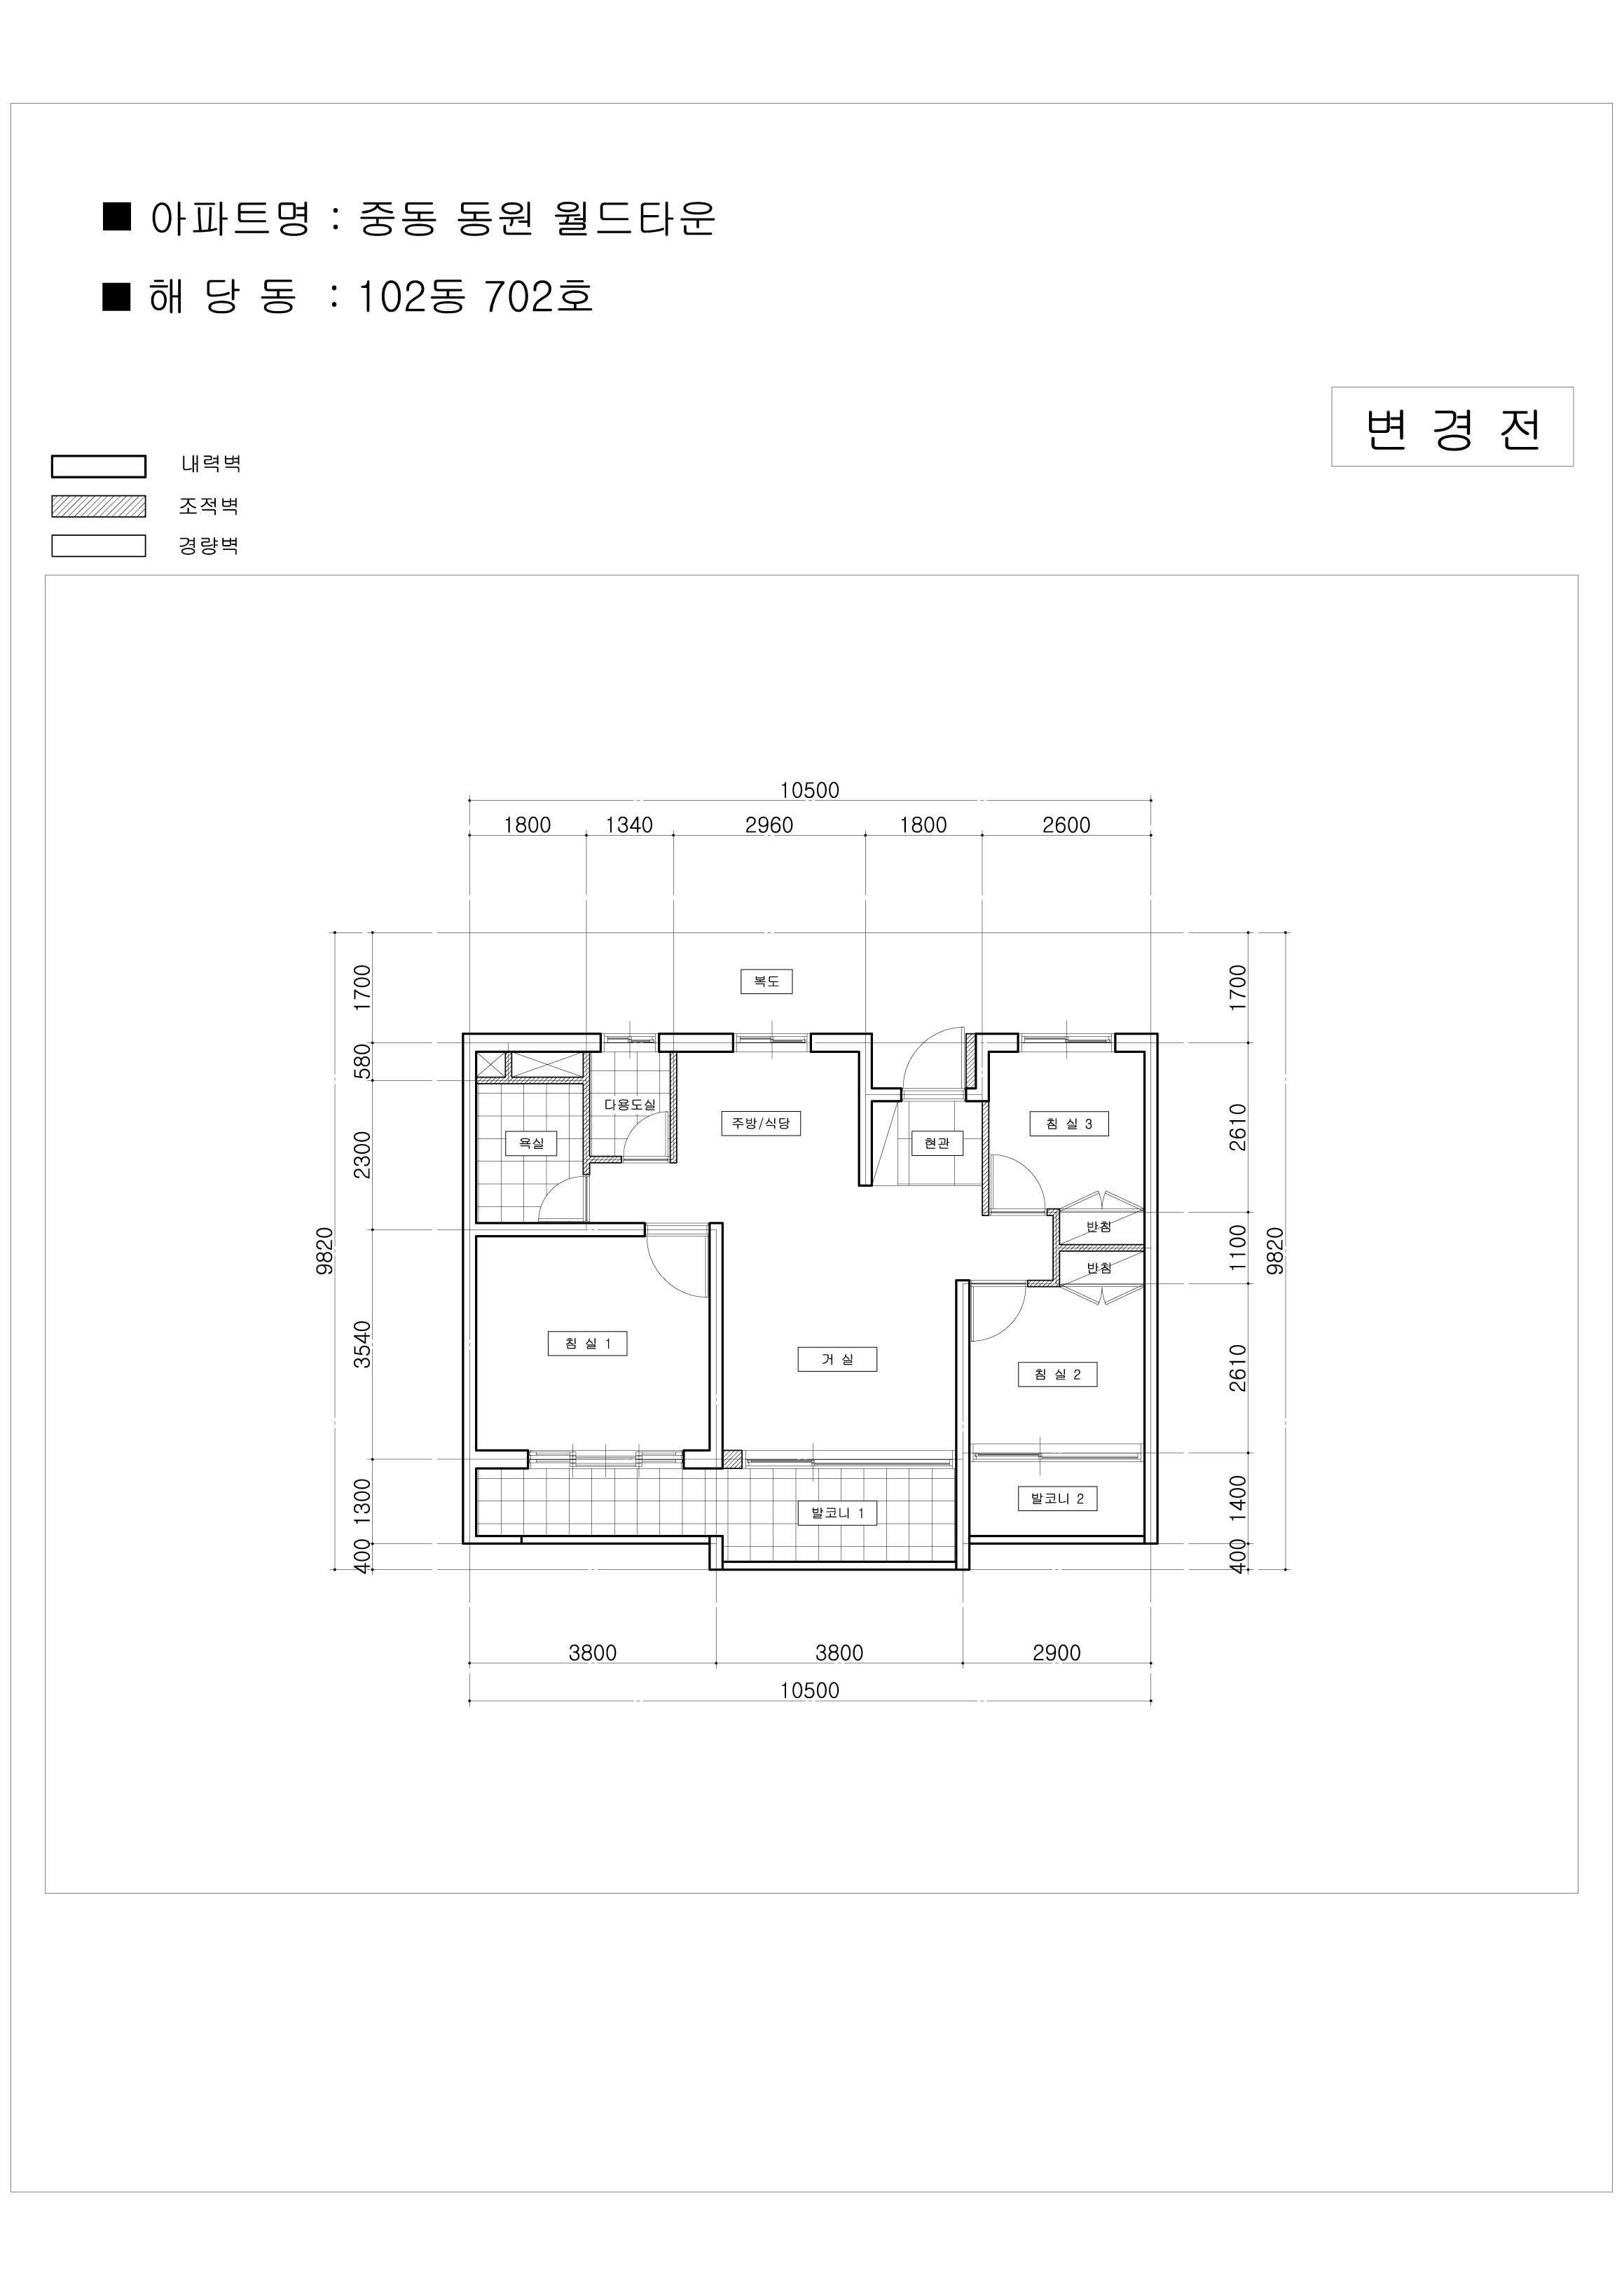 ■ 아파트명 : 중동 동원 월드타운
■ 해 당 동 : 102동 702호
변 경 전
내력벽
조적벽
경량벽
10500
1800 1340 2960 1800 2600
복도
1700
580
2300
3540
1300
400
9820
1700
2610
1100
2610
1400
400
9820
다용도실
욕실
주방/식당
현관
침 실 3
반침
반침
침 실 1
거 실
침 실 2
발코니 1
발코니 2
3800 3800 2900
10500